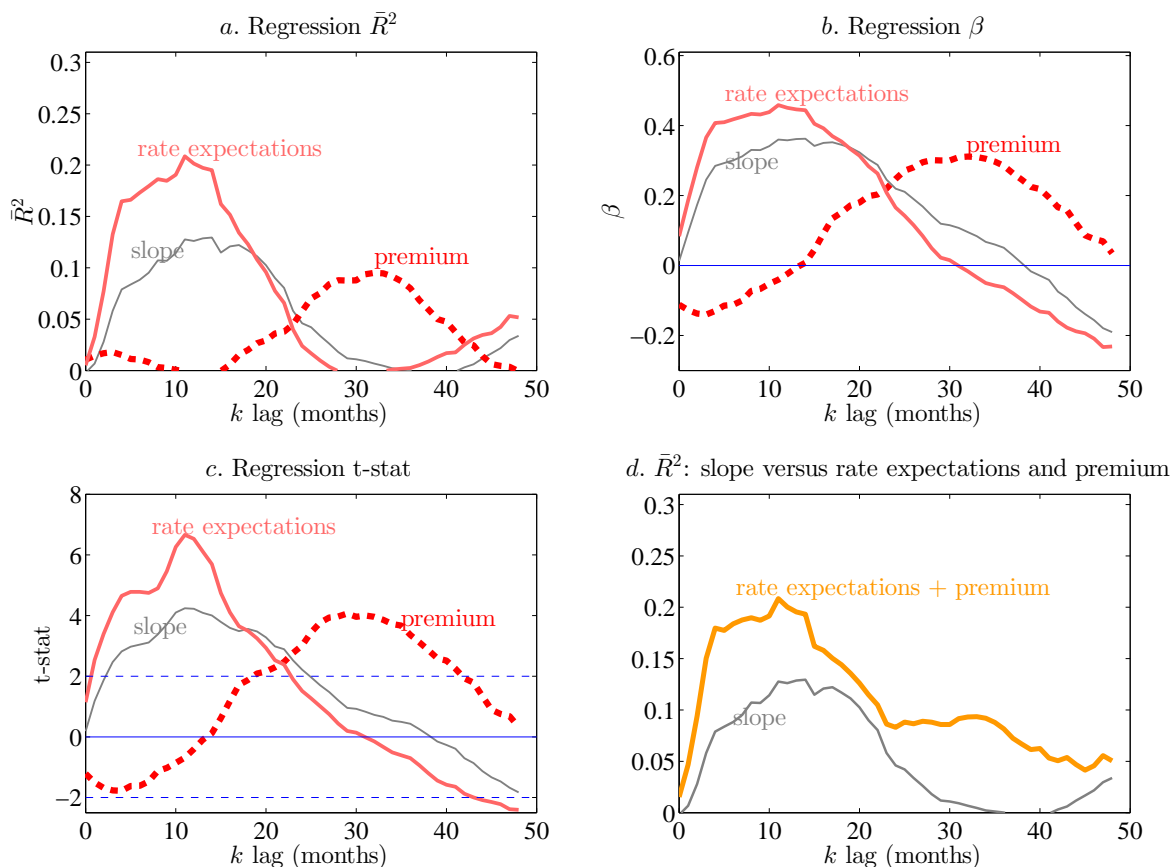 a. Regression R̄²
0.3
0.25
0.2
0.15
0.1
0.05
0
R̄²
rate expectations
slope
premium
0 10 20 30 40 50
k lag (months)
b. Regression β
0.6
0.4
0.2
0
−0.2
β
rate expectations
slope
premium
0 10 20 30 40 50
k lag (months)
c. Regression t-stat
8
6
4
2
0
−2
t-stat
rate expectations
slope
premium
0 10 20 30 40 50
k lag (months)
d. R̄²: slope versus rate expectations and premium
0.3
0.25
0.2
0.15
0.1
0.05
0
rate expectations + premium
slope
0 10 20 30 40 50
k lag (months)